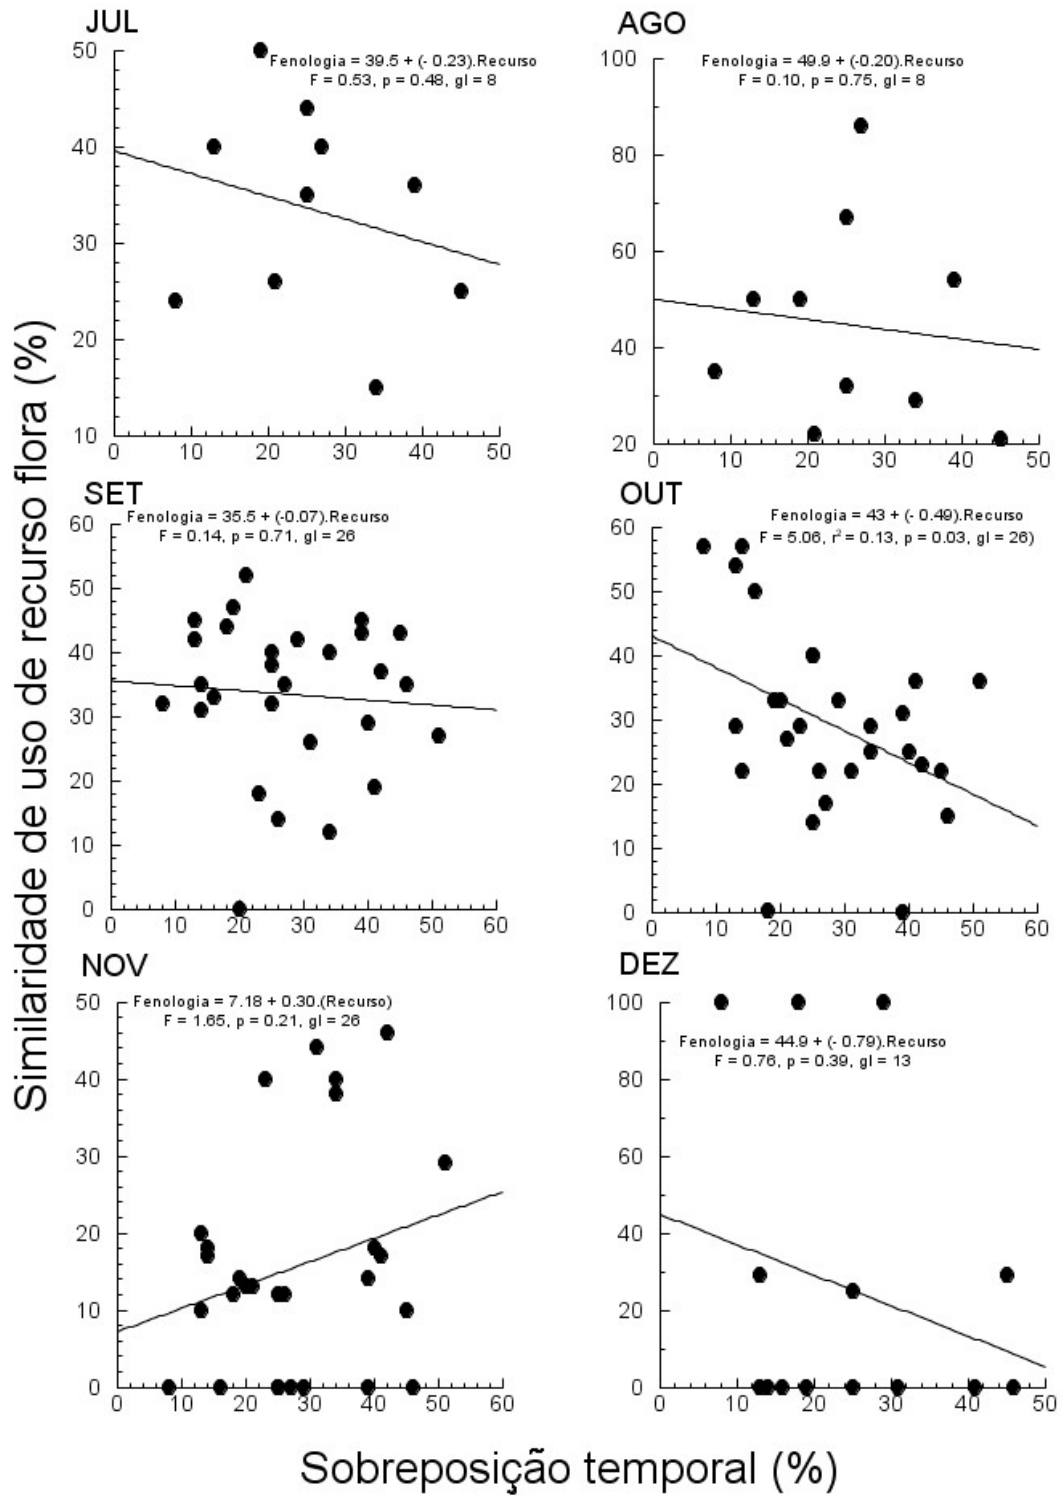 Similaridade de uso de recurso flora (%)
JUL
Fenologia = 39.5 + (- 0.23).Recurso
F = 0.53, p = 0.48, gl = 8
50
40
30
20
10
0 10 20 30 40 50
AGO
Fenologia = 49.9 + (-0.20).Recurso
F = 0.10, p = 0.75, gl = 8
100
80
60
40
20
0 10 20 30 40 50
SET
Fenologia = 35.5 + (-0.07).Recurso
F = 0.14, p = 0.71, gl = 26
60
50
40
30
20
10
0
0 10 20 30 40 50 60
OUT
Fenologia = 43 + (- 0.49).Recurso
F = 5.06, r² = 0.13, p = 0.03, gl = 26)
60
50
40
30
20
10
0
0 10 20 30 40 50 60
NOV
Fenologia = 7.18 + 0.30.(Recurso)
F = 1.65, p = 0.21, gl = 26
50
40
30
20
10
0
0 10 20 30 40 50 60
DEZ
Fenologia = 44.9 + (- 0.79).Recurso
F = 0.76, p = 0.39, gl = 13
100
80
60
40
20
0
0 10 20 30 40 50
Sobreposição temporal (%)